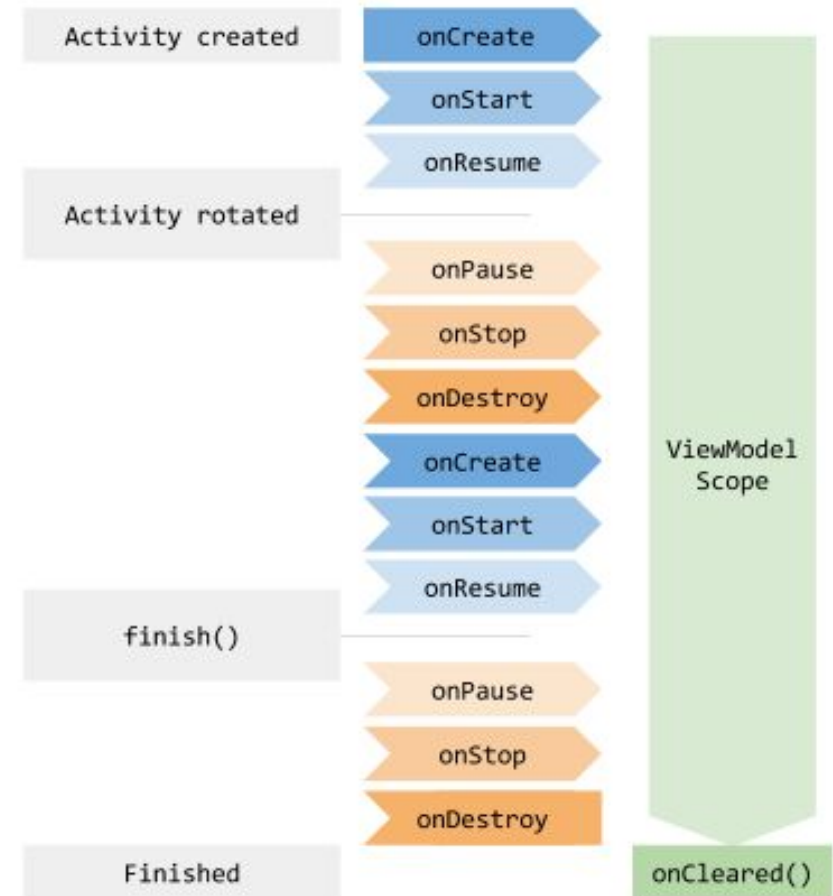 Activity created
onCreate
onStart
onResume
Activity rotated
onPause
onStop
onDestroy
onCreate
onStart
onResume
finish()
onPause
onStop
onDestroy
Finished
ViewModel
Scope
onCleared()